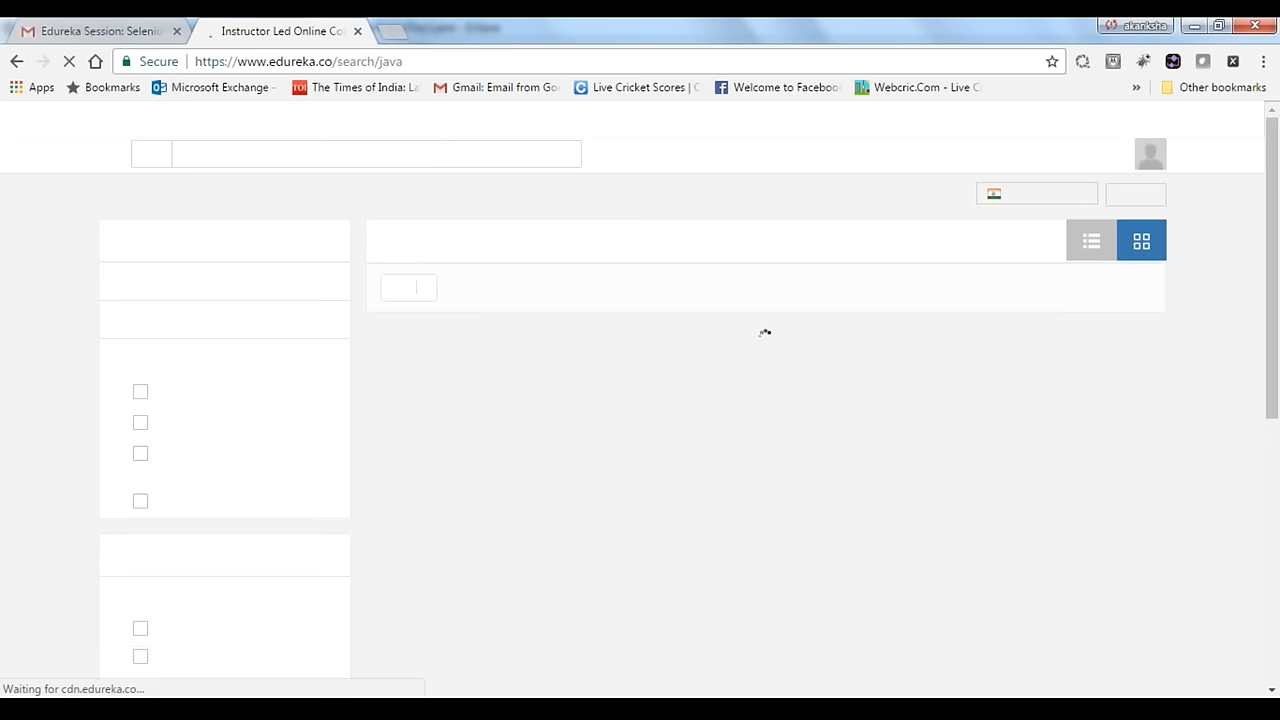 Edureka Session: Seleniu
Instructor Led Online Co
akanksha
Secure
https://www.edureka.co/search/java
Apps
Bookmarks
Microsoft Exchange -
TOI
The Times of India: La
Gmail: Email from Go
Live Cricket Scores | C
Welcome to Faceboo
Webcric.Com - Live C
»
Other bookmarks
Waiting for cdn.edureka.co...